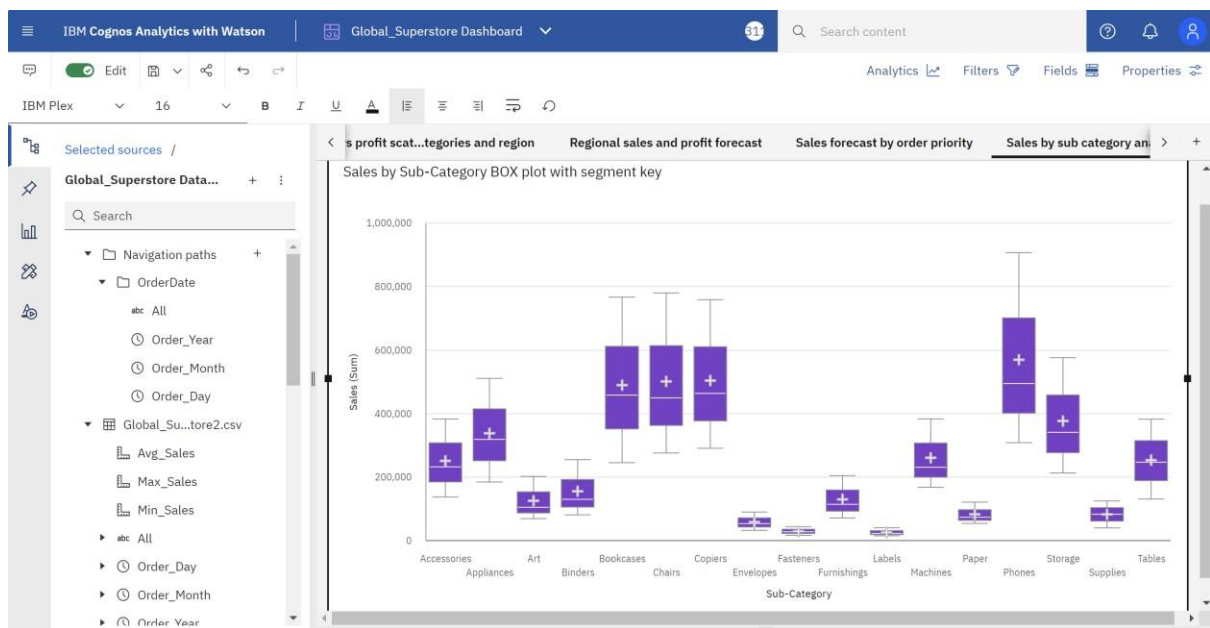 IBM Cognos Analytics with Watson
Global_Superstore Dashboard
Search content
Edit
Analytics
Filters
Fields
Properties
IBM Plex
16
B I U A
Selected sources /
Global_Superstore Data...
Search
Navigation paths
OrderDate
abc All
Order_Year
Order_Month
Order_Day
Global_Su...tore2.csv
Avg_Sales
Max_Sales
Min_Sales
abc All
Order_Day
Order_Month
Order_Year
s profit scat...tegories and region
Regional sales and profit forecast
Sales forecast by order priority
Sales by sub category an
Sales by Sub-Category BOX plot with segment key
1,000,000
800,000
600,000
400,000
200,000
0
Sales (Sum)
Accessories
Appliances
Art
Binders
Bookcases
Chairs
Copiers
Envelopes
Fasteners
Furnishings
Labels
Machines
Paper
Phones
Storage
Supplies
Tables
Sub-Category